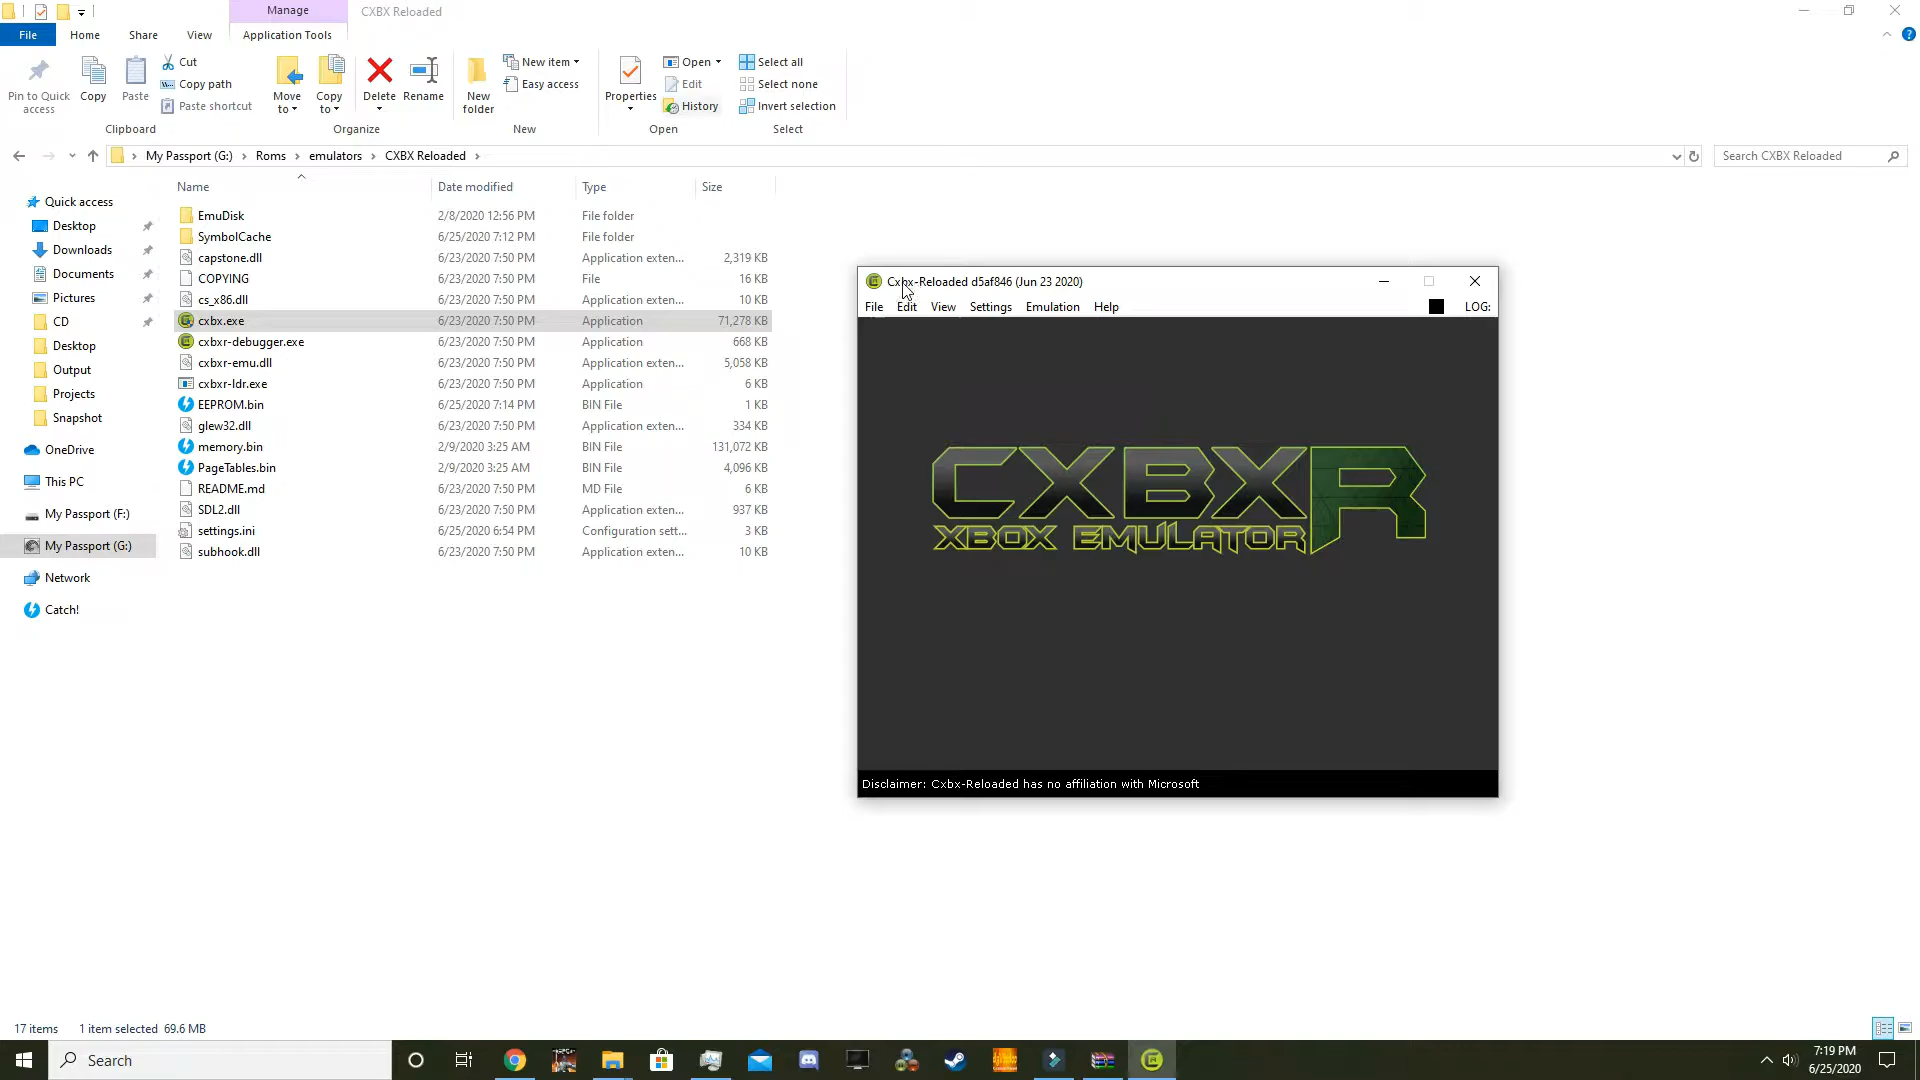 Manage
CXBX Reloaded
File
Home
Share
View
Application Tools
Pin to Quick access
Copy
Paste
Cut
Copy path
Paste shortcut
Clipboard
Move to
Copy to
Delete
Rename
Organize
New folder
New item
Easy access
New
Properties
Open
Edit
History
Open
Select all
Select none
Invert selection
Select
My Passport (G:) > Roms > emulators > CXBX Reloaded >
Search CXBX Reloaded
Name
Date modified
Type
Size
Quick access
Desktop
Downloads
Documents
Pictures
CD
Desktop
Output
Projects
Snapshot
OneDrive
This PC
My Passport (F:)
My Passport (G:)
Network
Catch!
EmuDisk 2/8/2020 12:56 PM File folder
SymbolCache 6/25/2020 7:12 PM File folder
capstone.dll 6/23/2020 7:50 PM Application exten... 2,319 KB
COPYING 6/23/2020 7:50 PM File 16 KB
cs_x86.dll 6/23/2020 7:50 PM Application exten... 10 KB
cxbx.exe 6/23/2020 7:50 PM Application 71,278 KB
cxbxr-debugger.exe 6/23/2020 7:50 PM Application 668 KB
cxbxr-emu.dll 6/23/2020 7:50 PM Application exten... 5,058 KB
cxbxr-ldr.exe 6/23/2020 7:50 PM Application 6 KB
EEPROM.bin 6/25/2020 7:14 PM BIN File 1 KB
glew32.dll 6/23/2020 7:50 PM Application exten... 334 KB
memory.bin 2/9/2020 3:25 AM BIN File 131,072 KB
PageTables.bin 2/9/2020 3:25 AM BIN File 4,096 KB
README.md 6/23/2020 7:50 PM MD File 6 KB
SDL2.dll 6/23/2020 7:50 PM Application exten... 937 KB
settings.ini 6/25/2020 6:54 PM Configuration sett... 3 KB
subhook.dll 6/23/2020 7:50 PM Application exten... 10 KB
Cxbx-Reloaded d5af846 (Jun 23 2020)
File Edit View Settings Emulation Help LOG:
CXBXR
XBOX EMULATOR
Disclaimer: Cxbx-Reloaded has no affiliation with Microsoft
17 items 1 item selected 69.6 MB
Search
7:19 PM
6/25/2020